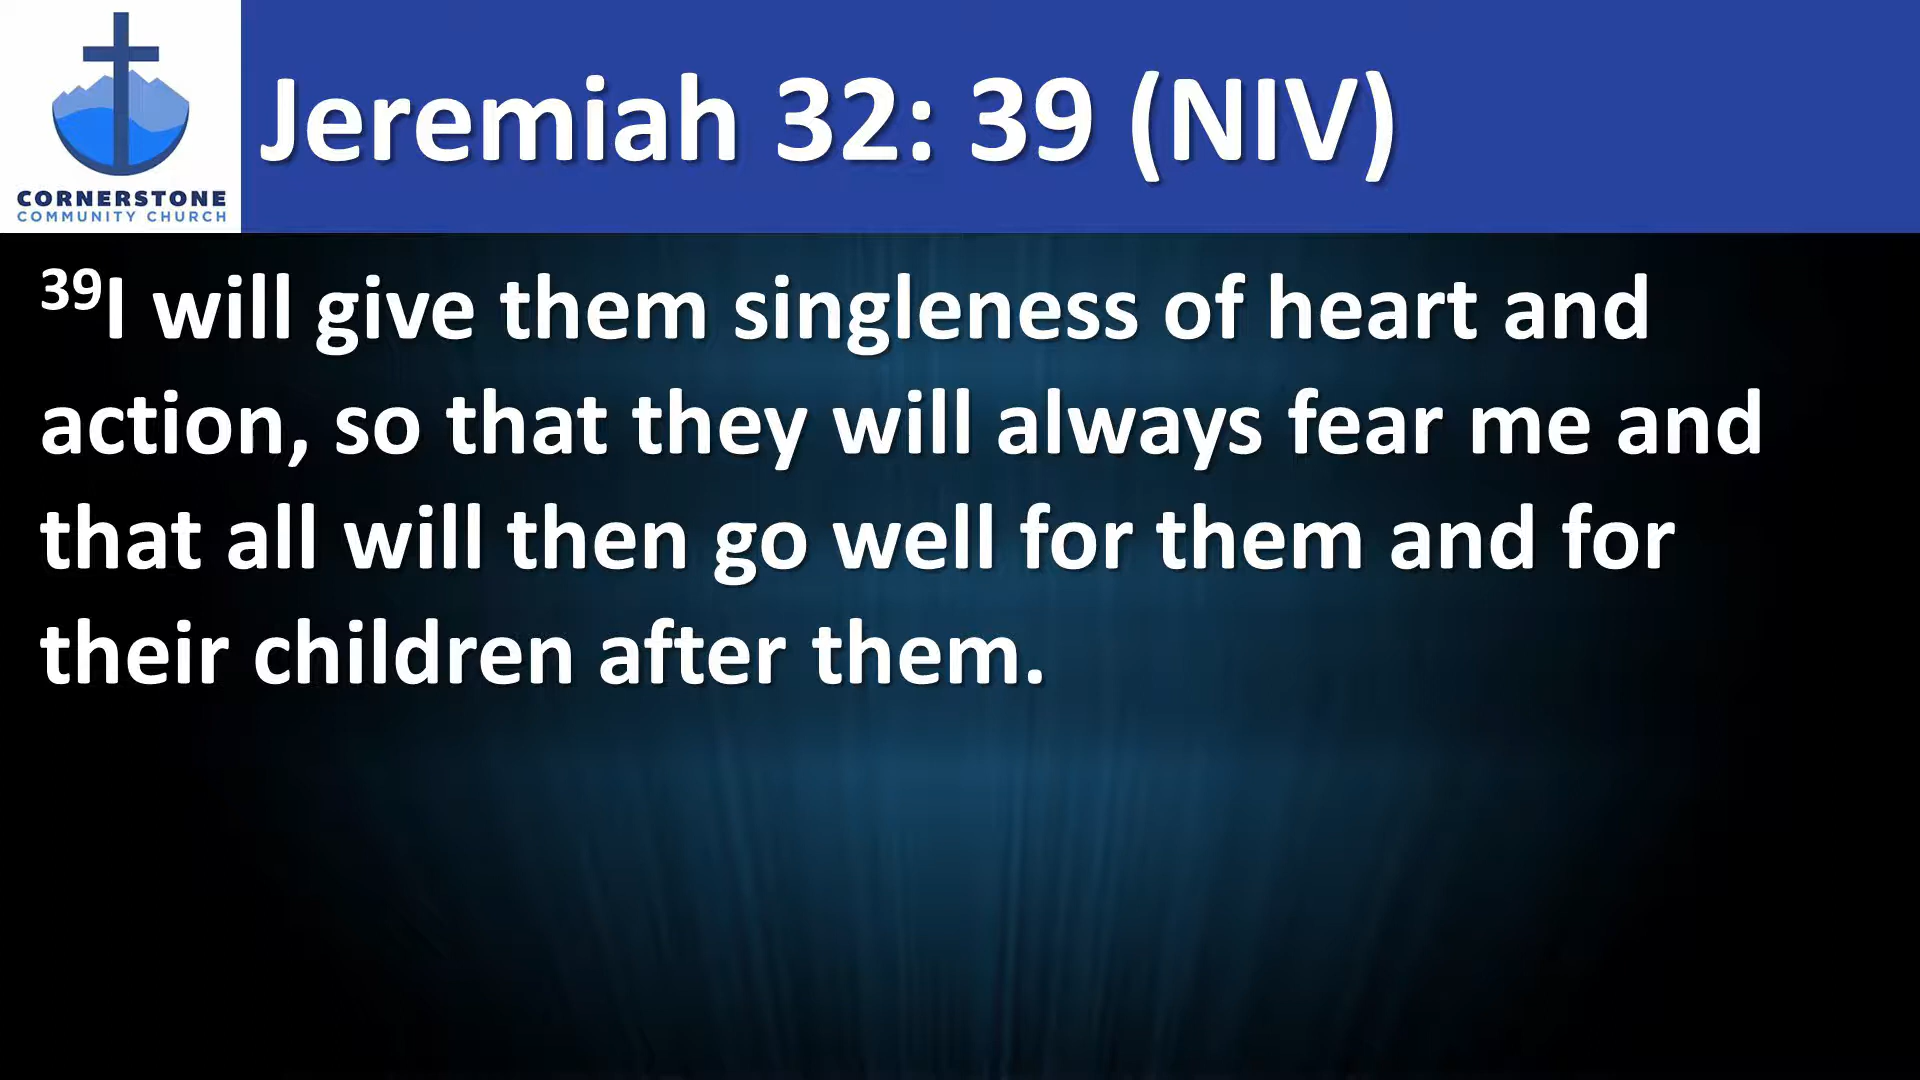 CORNERSTONE
COMMUNITY CHURCH
Jeremiah 32: 39 (NIV)
39I will give them singleness of heart and
action, so that they will always fear me and
that all will then go well for them and for
their children after them.